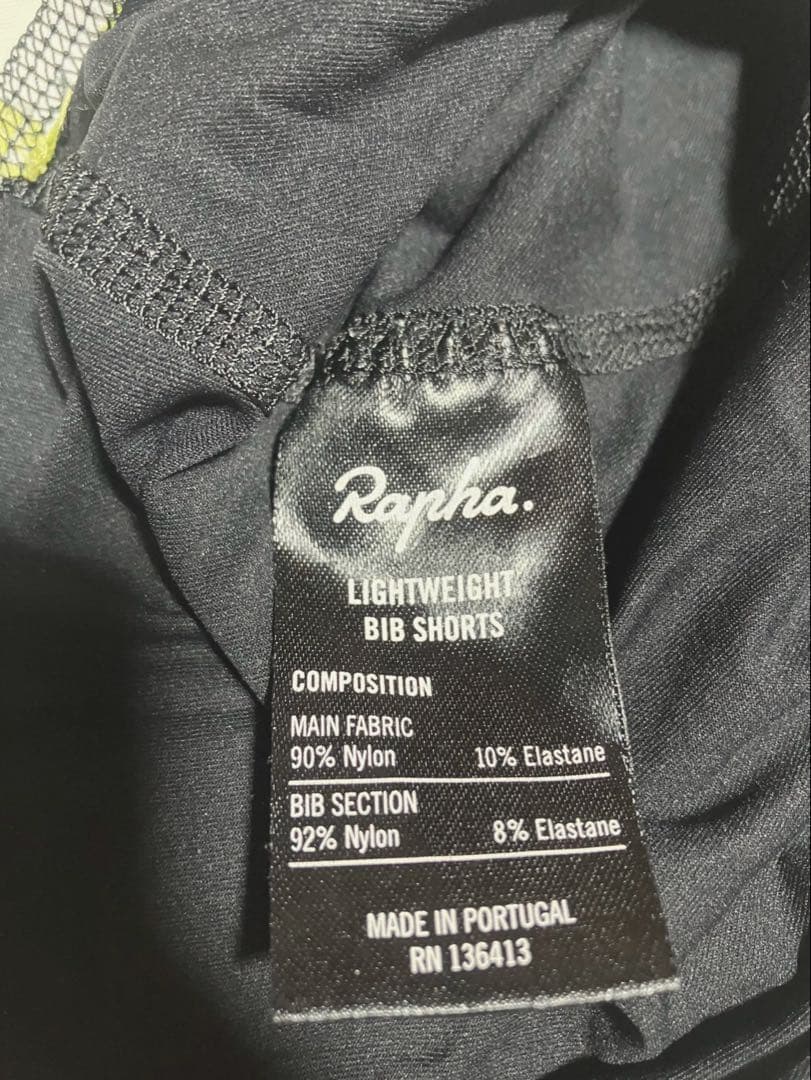 Rapha.
LIGHTWEIGHT
BIB SHORTS
COMPOSITION
MAIN FABRIC
90% Nylon 10% Elastane
BIB SECTION
92% Nylon 8% Elastane
MADE IN PORTUGAL
RN 136413